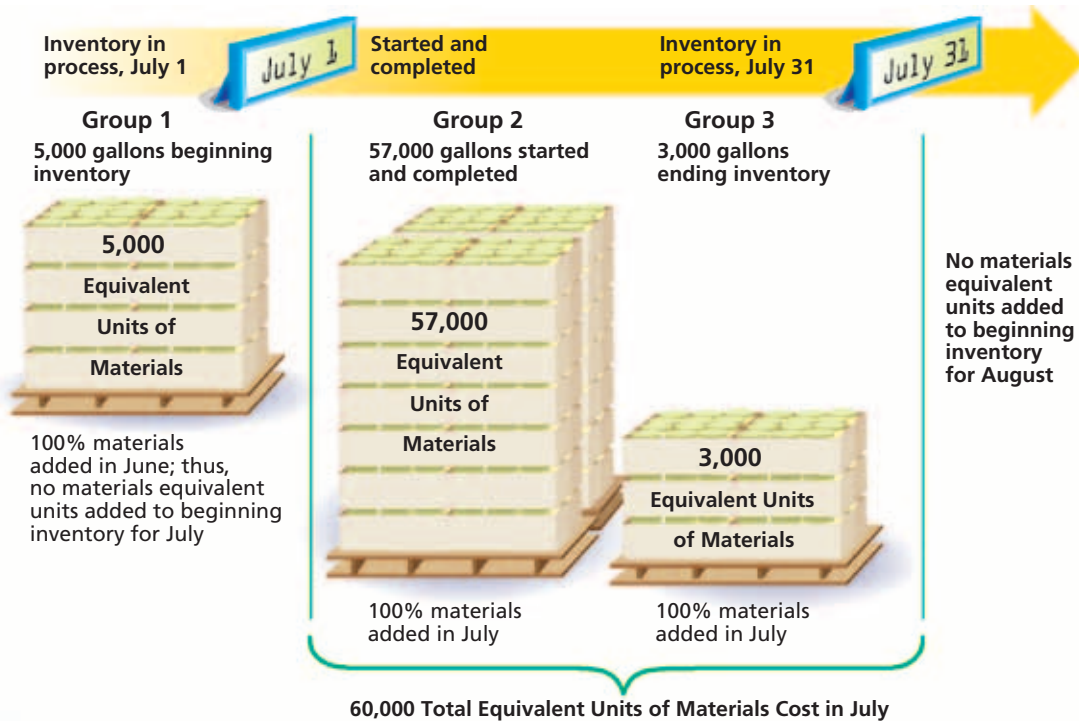 Inventory in
process, July 1
July 1
Started and
completed
Inventory in
process, July 31
July 31
Group 1
5,000 gallons beginning
inventory
5,000
Equivalent
Units of
Materials
100% materials
added in June; thus,
no materials equivalent
units added to beginning
inventory for July
Group 2
57,000 gallons started
and completed
57,000
Equivalent
Units of
Materials
100% materials
added in July
Group 3
3,000 gallons
ending inventory
3,000
Equivalent Units
of Materials
100% materials
added in July
No materials
equivalent
units added
to beginning
inventory
for August
60,000 Total Equivalent Units of Materials Cost in July